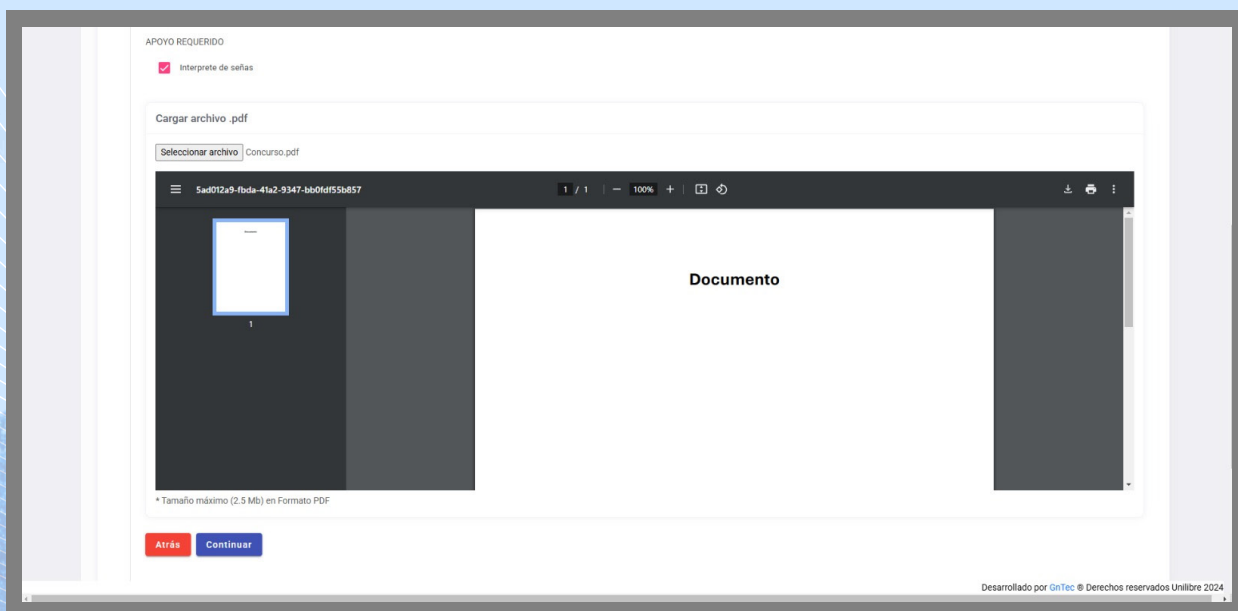 APOYO REQUERIDO
Interprete de señas
Cargar archivo .pdf
Seleccionar archivo Concurso.pdf
5ad012a9-fbda-41a2-9347-bb0fdf55b857 1 / 1 100%
Documento
1
* Tamaño máximo (2.5 Mb) en Formato PDF
Atrás Continuar
Desarrollado por GnTec ® Derechos reservados Unilibre 2024